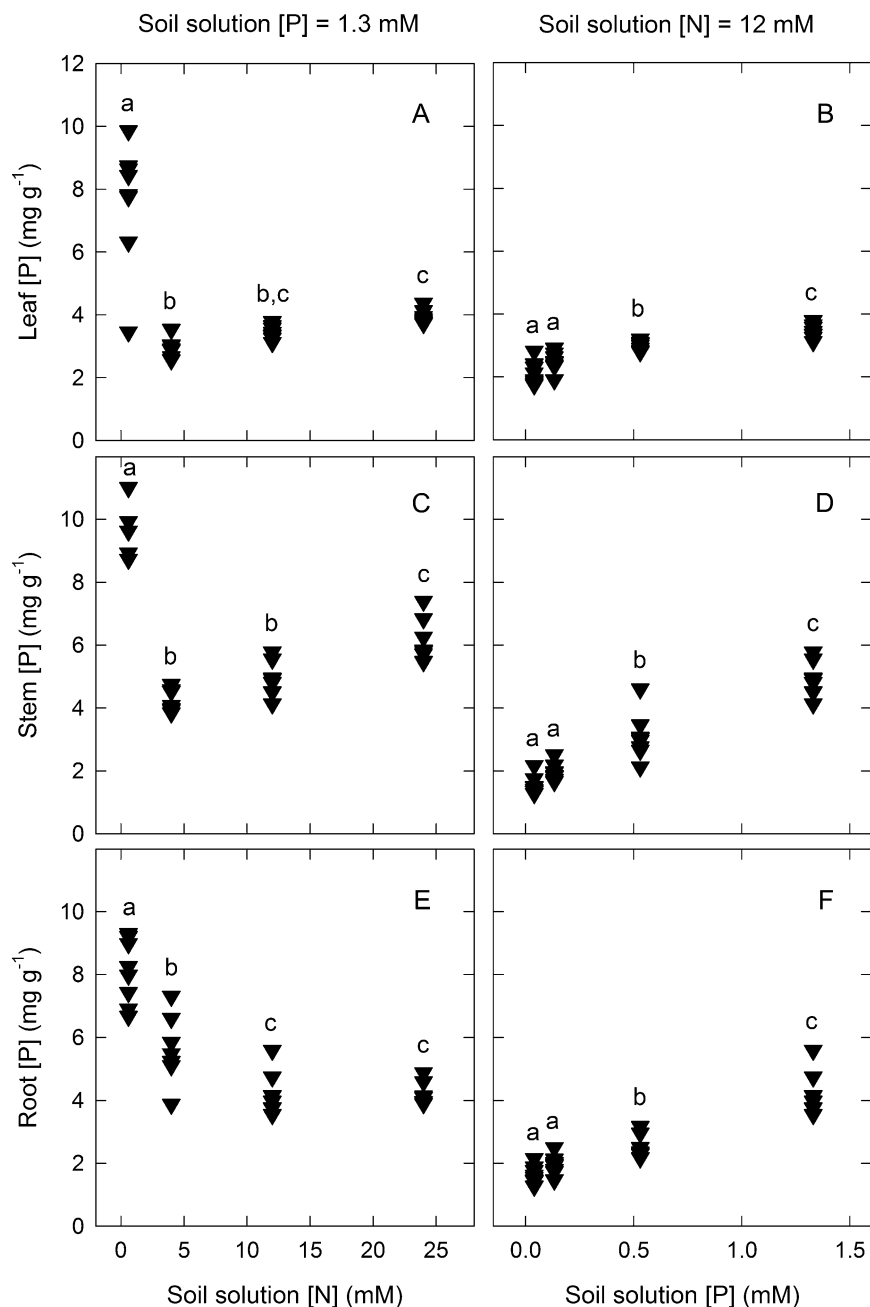 Soil solution [P] = 1.3 mM
Soil solution [N] = 12 mM
12
10
8
6
4
2
0
Leaf [P] (mg g⁻¹)
a
b
b,c
c
A
a a
b
c
B
10
8
6
4
2
0
Stem [P] (mg g⁻¹)
a
b
b
c
C
a a
b
c
D
10
8
6
4
2
0
Root [P] (mg g⁻¹)
a
b
c
c
E
a a
b
c
F
0 5 10 15 20 25
0.0 0.5 1.0 1.5
Soil solution [N] (mM)
Soil solution [P] (mM)